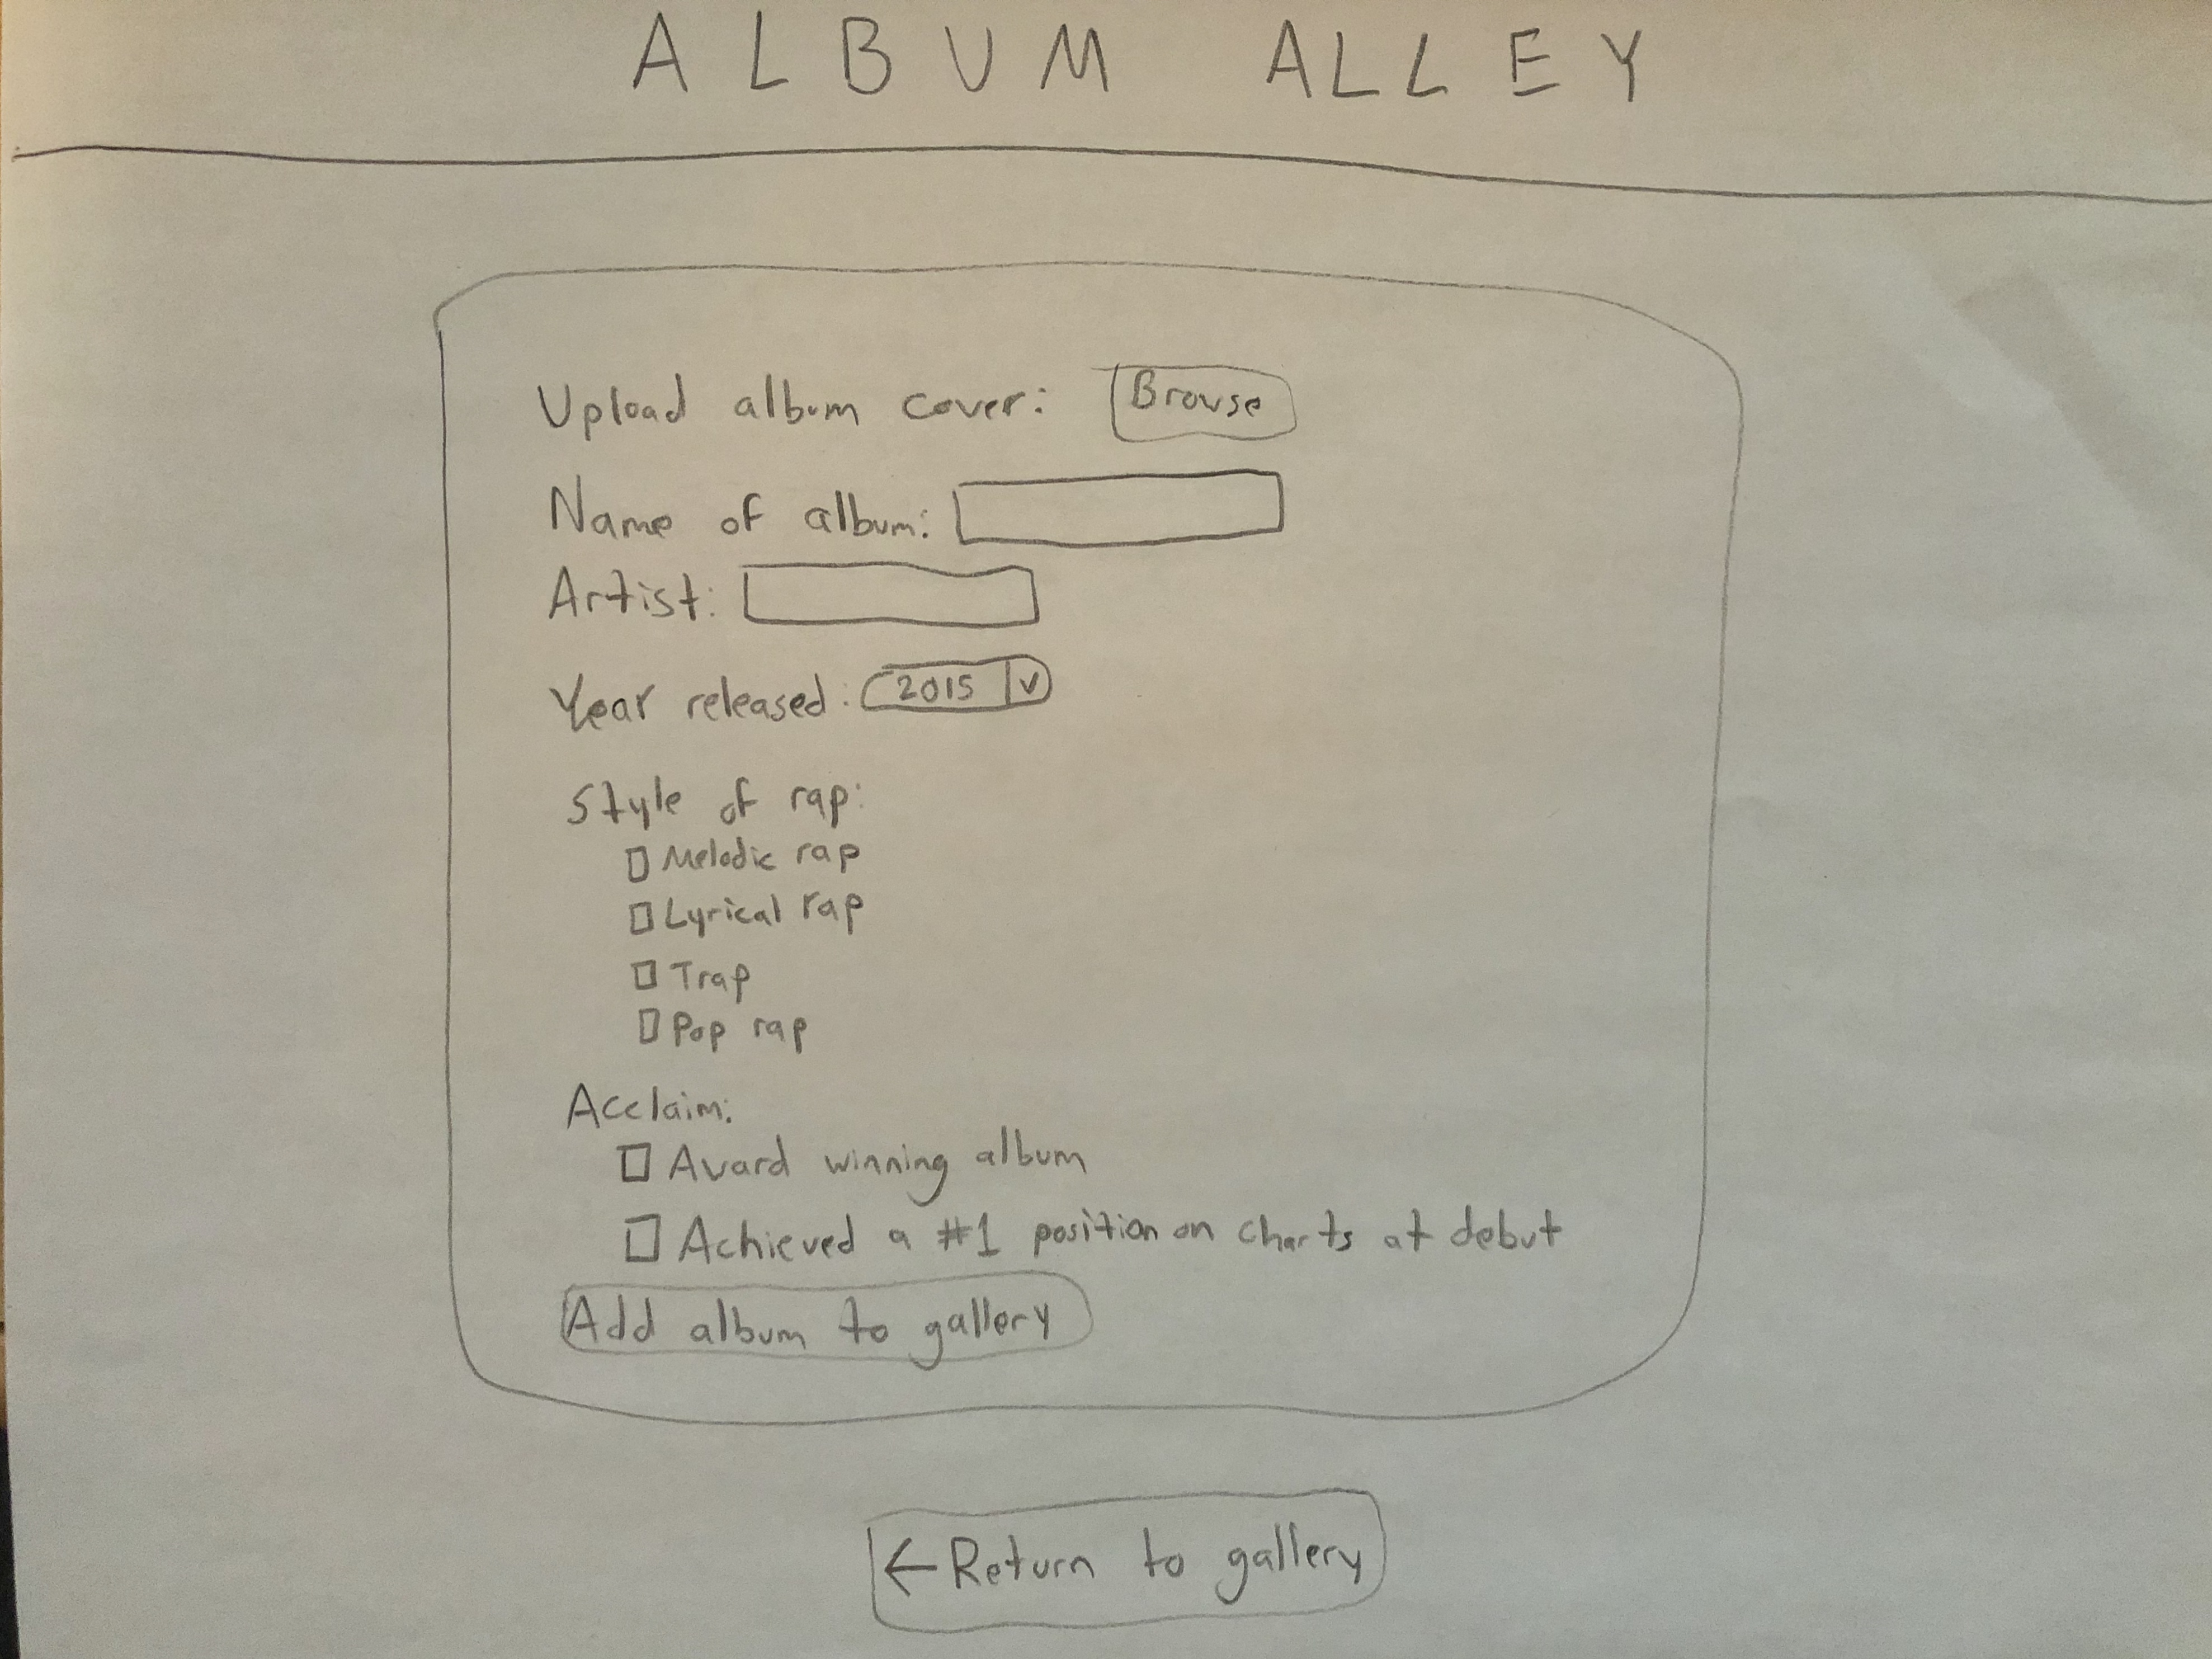 ALBUM ALLEY
Upload album cover: Browse
Name of album:
Artist:
Year released: 2015 v
Style of rap:
Melodic rap
Lyrical rap
Trap
Pop rap
Acclaim:
Award winning album
Achieved a #1 position on charts at debut
Add album to gallery
←Return to gallery